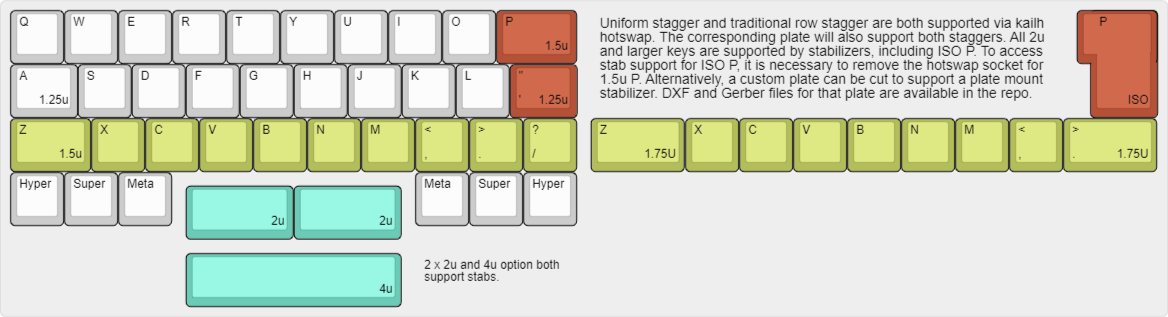 Q W E R T Y U I O P
1.5u
A S D F G H J K L "
1.25u ' 1.25u
Z X C V B N M < > ?
1.5u , . /
Hyper Super Meta Meta Super Hyper
2u 2u
4u
2 x 2u and 4u option both
support stabs.
Uniform stagger and traditional row stagger are both supported via kailh
hotswap. The corresponding plate will also support both staggers. All 2u
and larger keys are supported by stabilizers, including ISO P. To access
stab support for ISO P, it is necessary to remove the hotswap socket for
1.5u P. Alternatively, a custom plate can be cut to support a plate mount
stabilizer. DXF and Gerber files for that plate are available in the repo.
P
ISO
Z X C V B N M < >
1.75U , . 1.75U